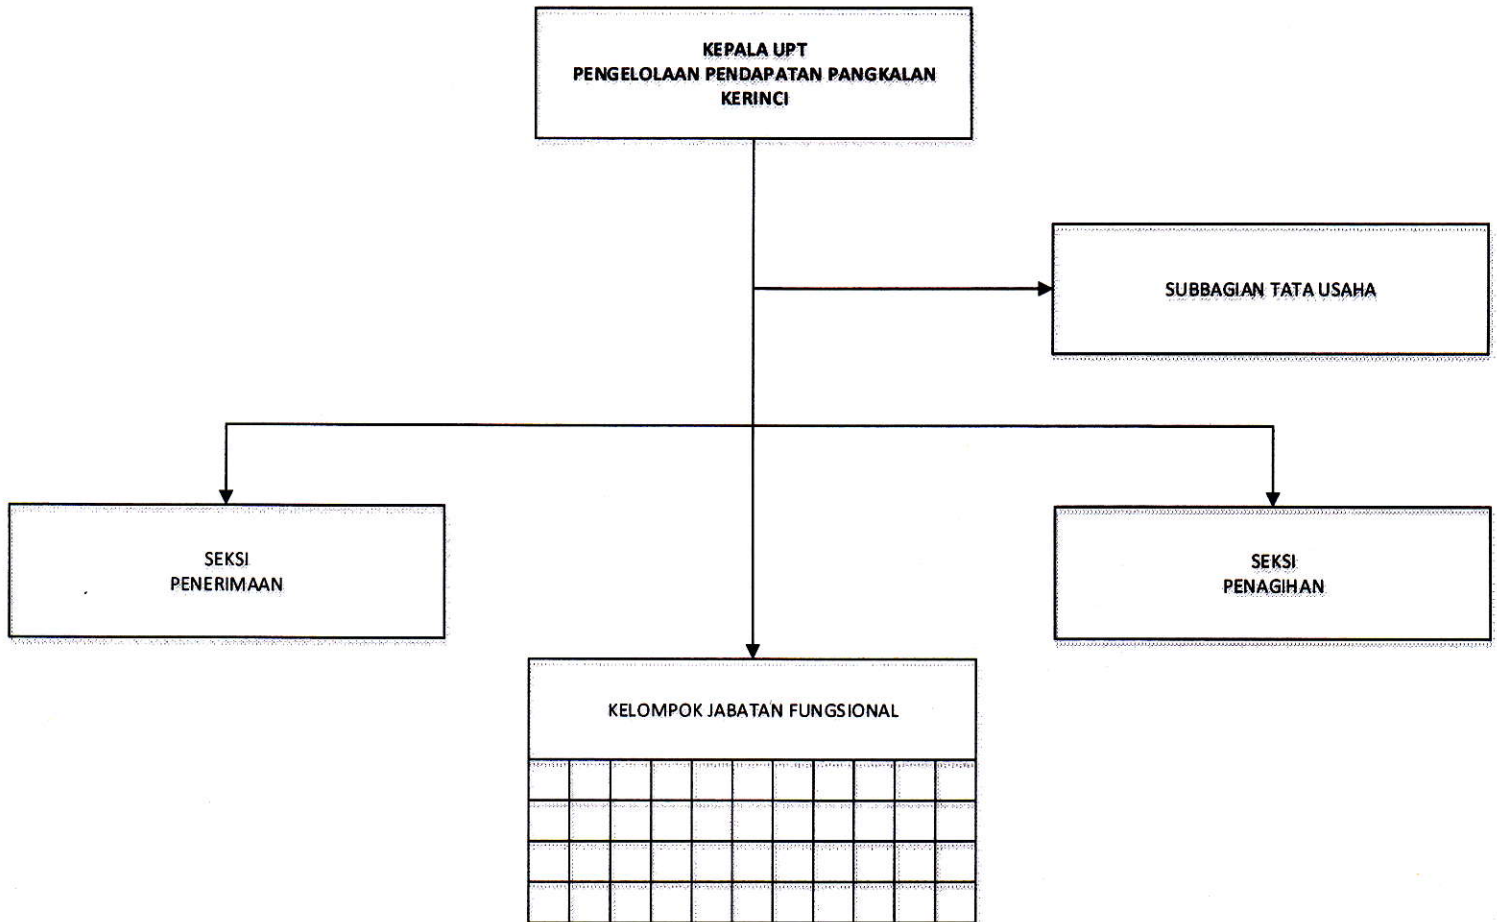 KEPALA UPT
PENGELOLAAN PENDAPATAN PANGKALAN
KERINCI
SUBBAGIAN TATA USAHA
SEKSI
PENERIMAAN
SEKSI
PENAGIHAN
KELOMPOK JABATAN FUNGSIONAL